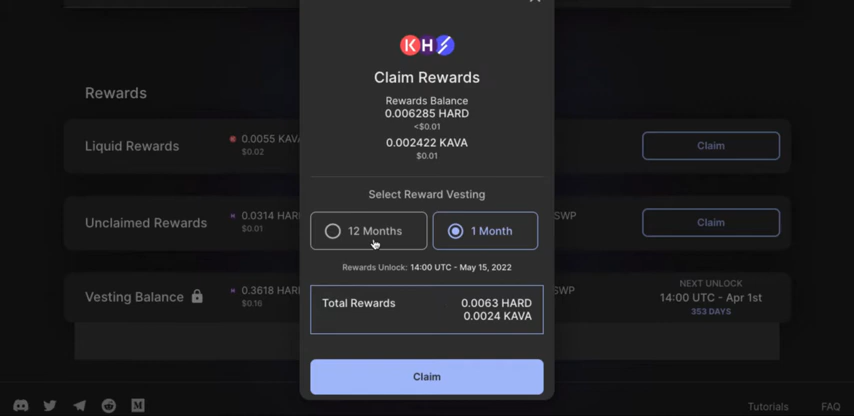 KH
Claim Rewards
Rewards Balance
0.006285 HARD
<$0.01
0.002422 KAVA
$0.01
Select Reward Vesting
12 Months
1 Month
Rewards Unlock: 14:00 UTC - May 15, 2022
Total Rewards
0.0063 HARD
0.0024 KAVA
Claim
Rewards
Liquid Rewards
0.0055 KAVA
$0.02
Claim
Unclaimed Rewards
0.0314 HAR
$0.01
SWP
Claim
Vesting Balance
0.3618 HAR
$0.16
SWP
NEXT UNLOCK
14:00 UTC - Apr 1st
353 DAYS
Tutorials
FAQ